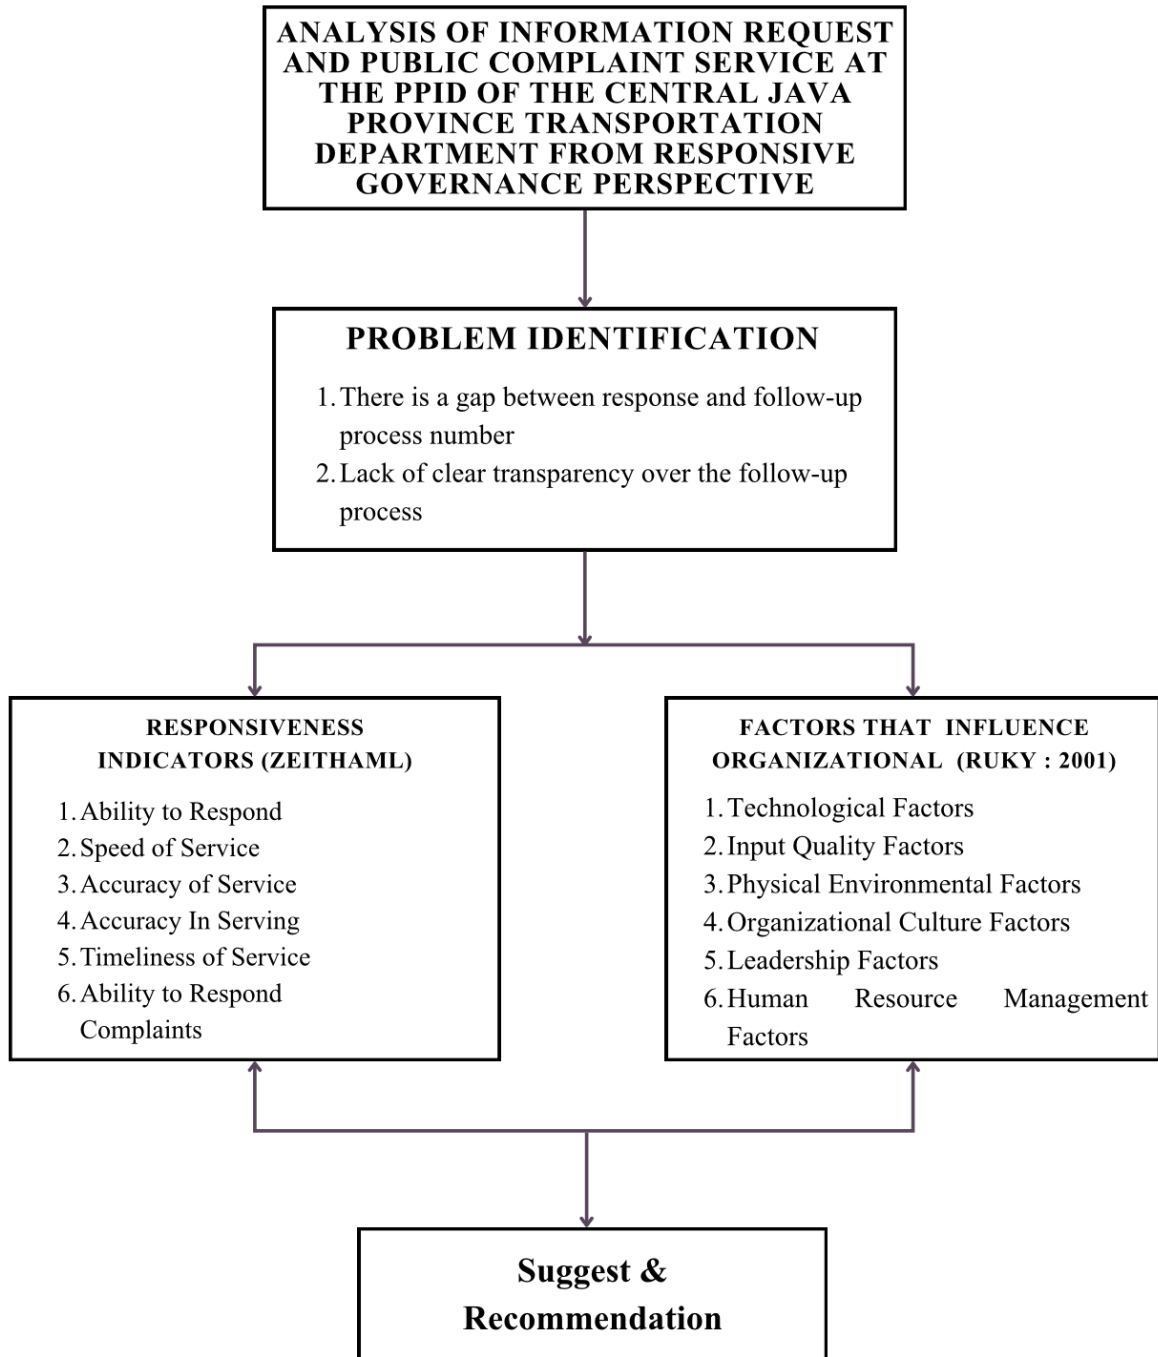 ANALYSIS OF INFORMATION REQUEST
AND PUBLIC COMPLAINT SERVICE AT
THE PPID OF THE CENTRAL JAVA
PROVINCE TRANSPORTATION
DEPARTMENT FROM RESPONSIVE
GOVERNANCE PERSPECTIVE
PROBLEM IDENTIFICATION
1. There is a gap between response and follow-up
process number
2. Lack of clear transparency over the follow-up
process
RESPONSIVENESS
INDICATORS (ZEITHAML)
1. Ability to Respond
2. Speed of Service
3. Accuracy of Service
4. Accuracy In Serving
5. Timeliness of Service
6. Ability to Respond
Complaints
FACTORS THAT INFLUENCE
ORGANIZATIONAL (RUKY : 2001)
1. Technological Factors
2. Input Quality Factors
3. Physical Environmental Factors
4. Organizational Culture Factors
5. Leadership Factors
6. Human Resource Management
Factors
Suggest &
Recommendation